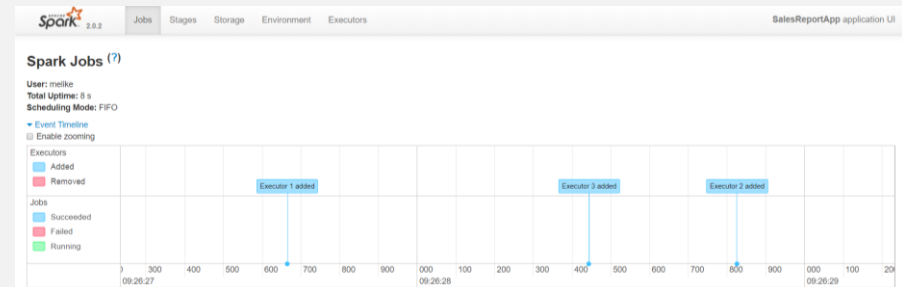 APACHE Spark 2.0.2 Jobs Stages Storage Environment Executors SalesReportApp application UI
Spark Jobs (?)
User: melike
Total Uptime: 8 s
Scheduling Mode: FIFO
Event Timeline
Enable zooming
Executors
Added
Removed
Executor 1 added Executor 3 added Executor 2 added
Jobs
Succeeded
Failed
Running
300 400 500 600 700 800 900 000 100 200 300 400 500 600 700 800 900 000 100 20
09:26:27 09:26:28 09:26:29